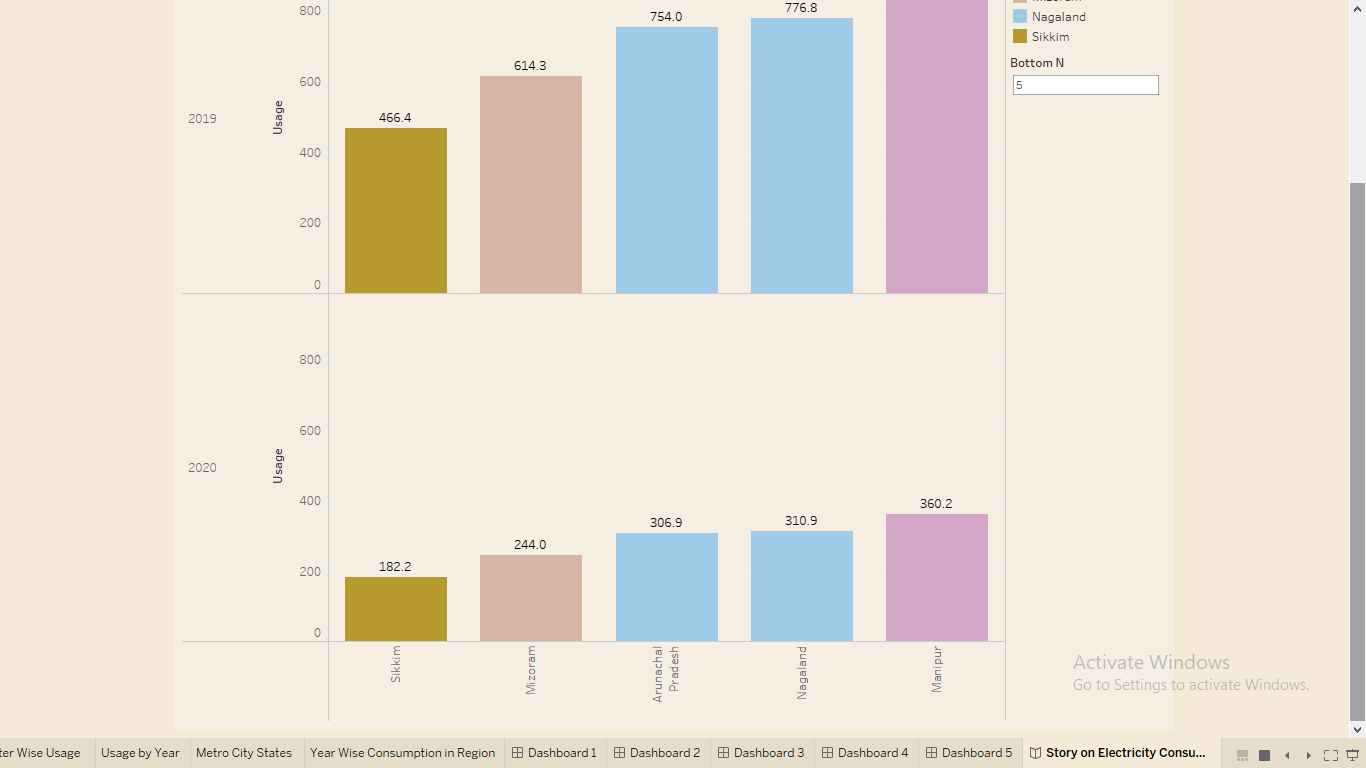 800
754.0
776.8
Mizoram
Nagaland
Sikkim
Bottom N
5
614.3
600
Usage
2019
466.4
400
200
0
800
600
Usage
2020
400
360.2
306.9
310.9
244.0
182.2
200
0
Sikkim
Mizoram
Arunachal
Pradesh
Nagaland
Manipur
Activate Windows
Go to Settings to activate Windows.
ter Wise Usage
Usage by Year
Metro City States
Year Wise Consumption in Region
Dashboard 1
Dashboard 2
Dashboard 3
Dashboard 4
Dashboard 5
Story on Electricity Consu...